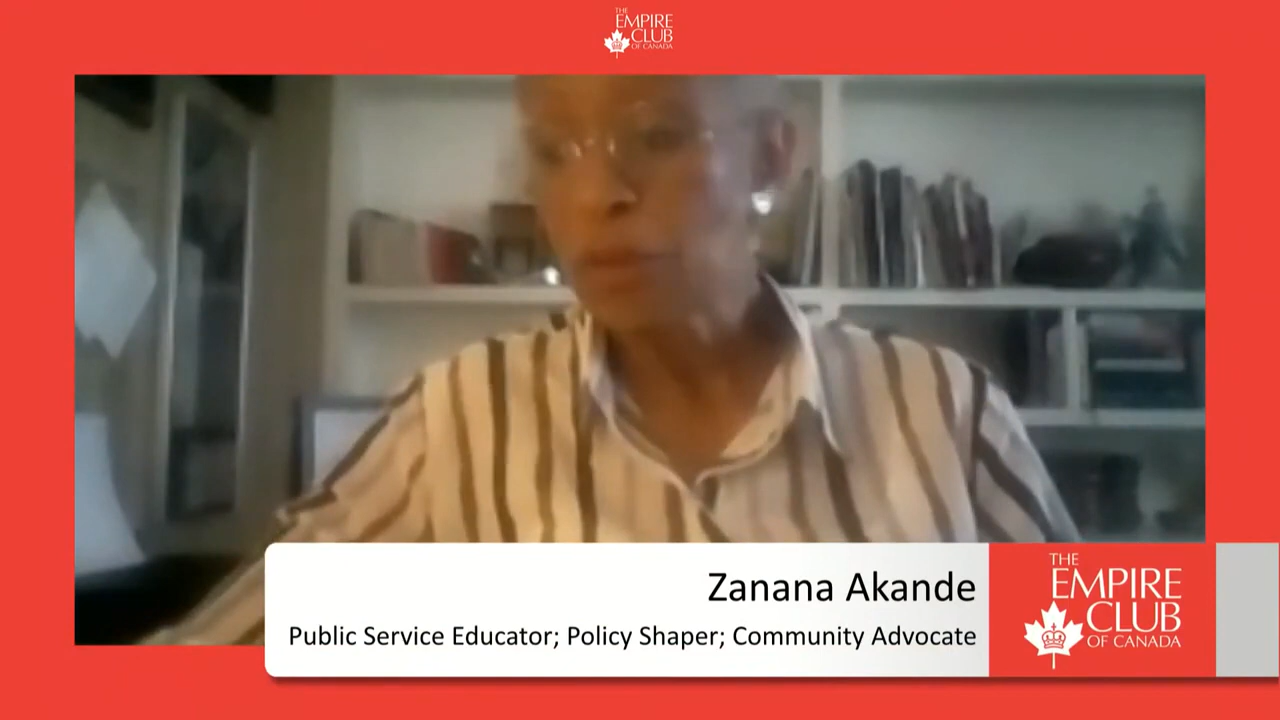 THE
EMPIRE
CLUB
OF CANADA
Zanana Akande
Public Service Educator; Policy Shaper; Community Advocate
THE
EMPIRE
CLUB
OF CANADA